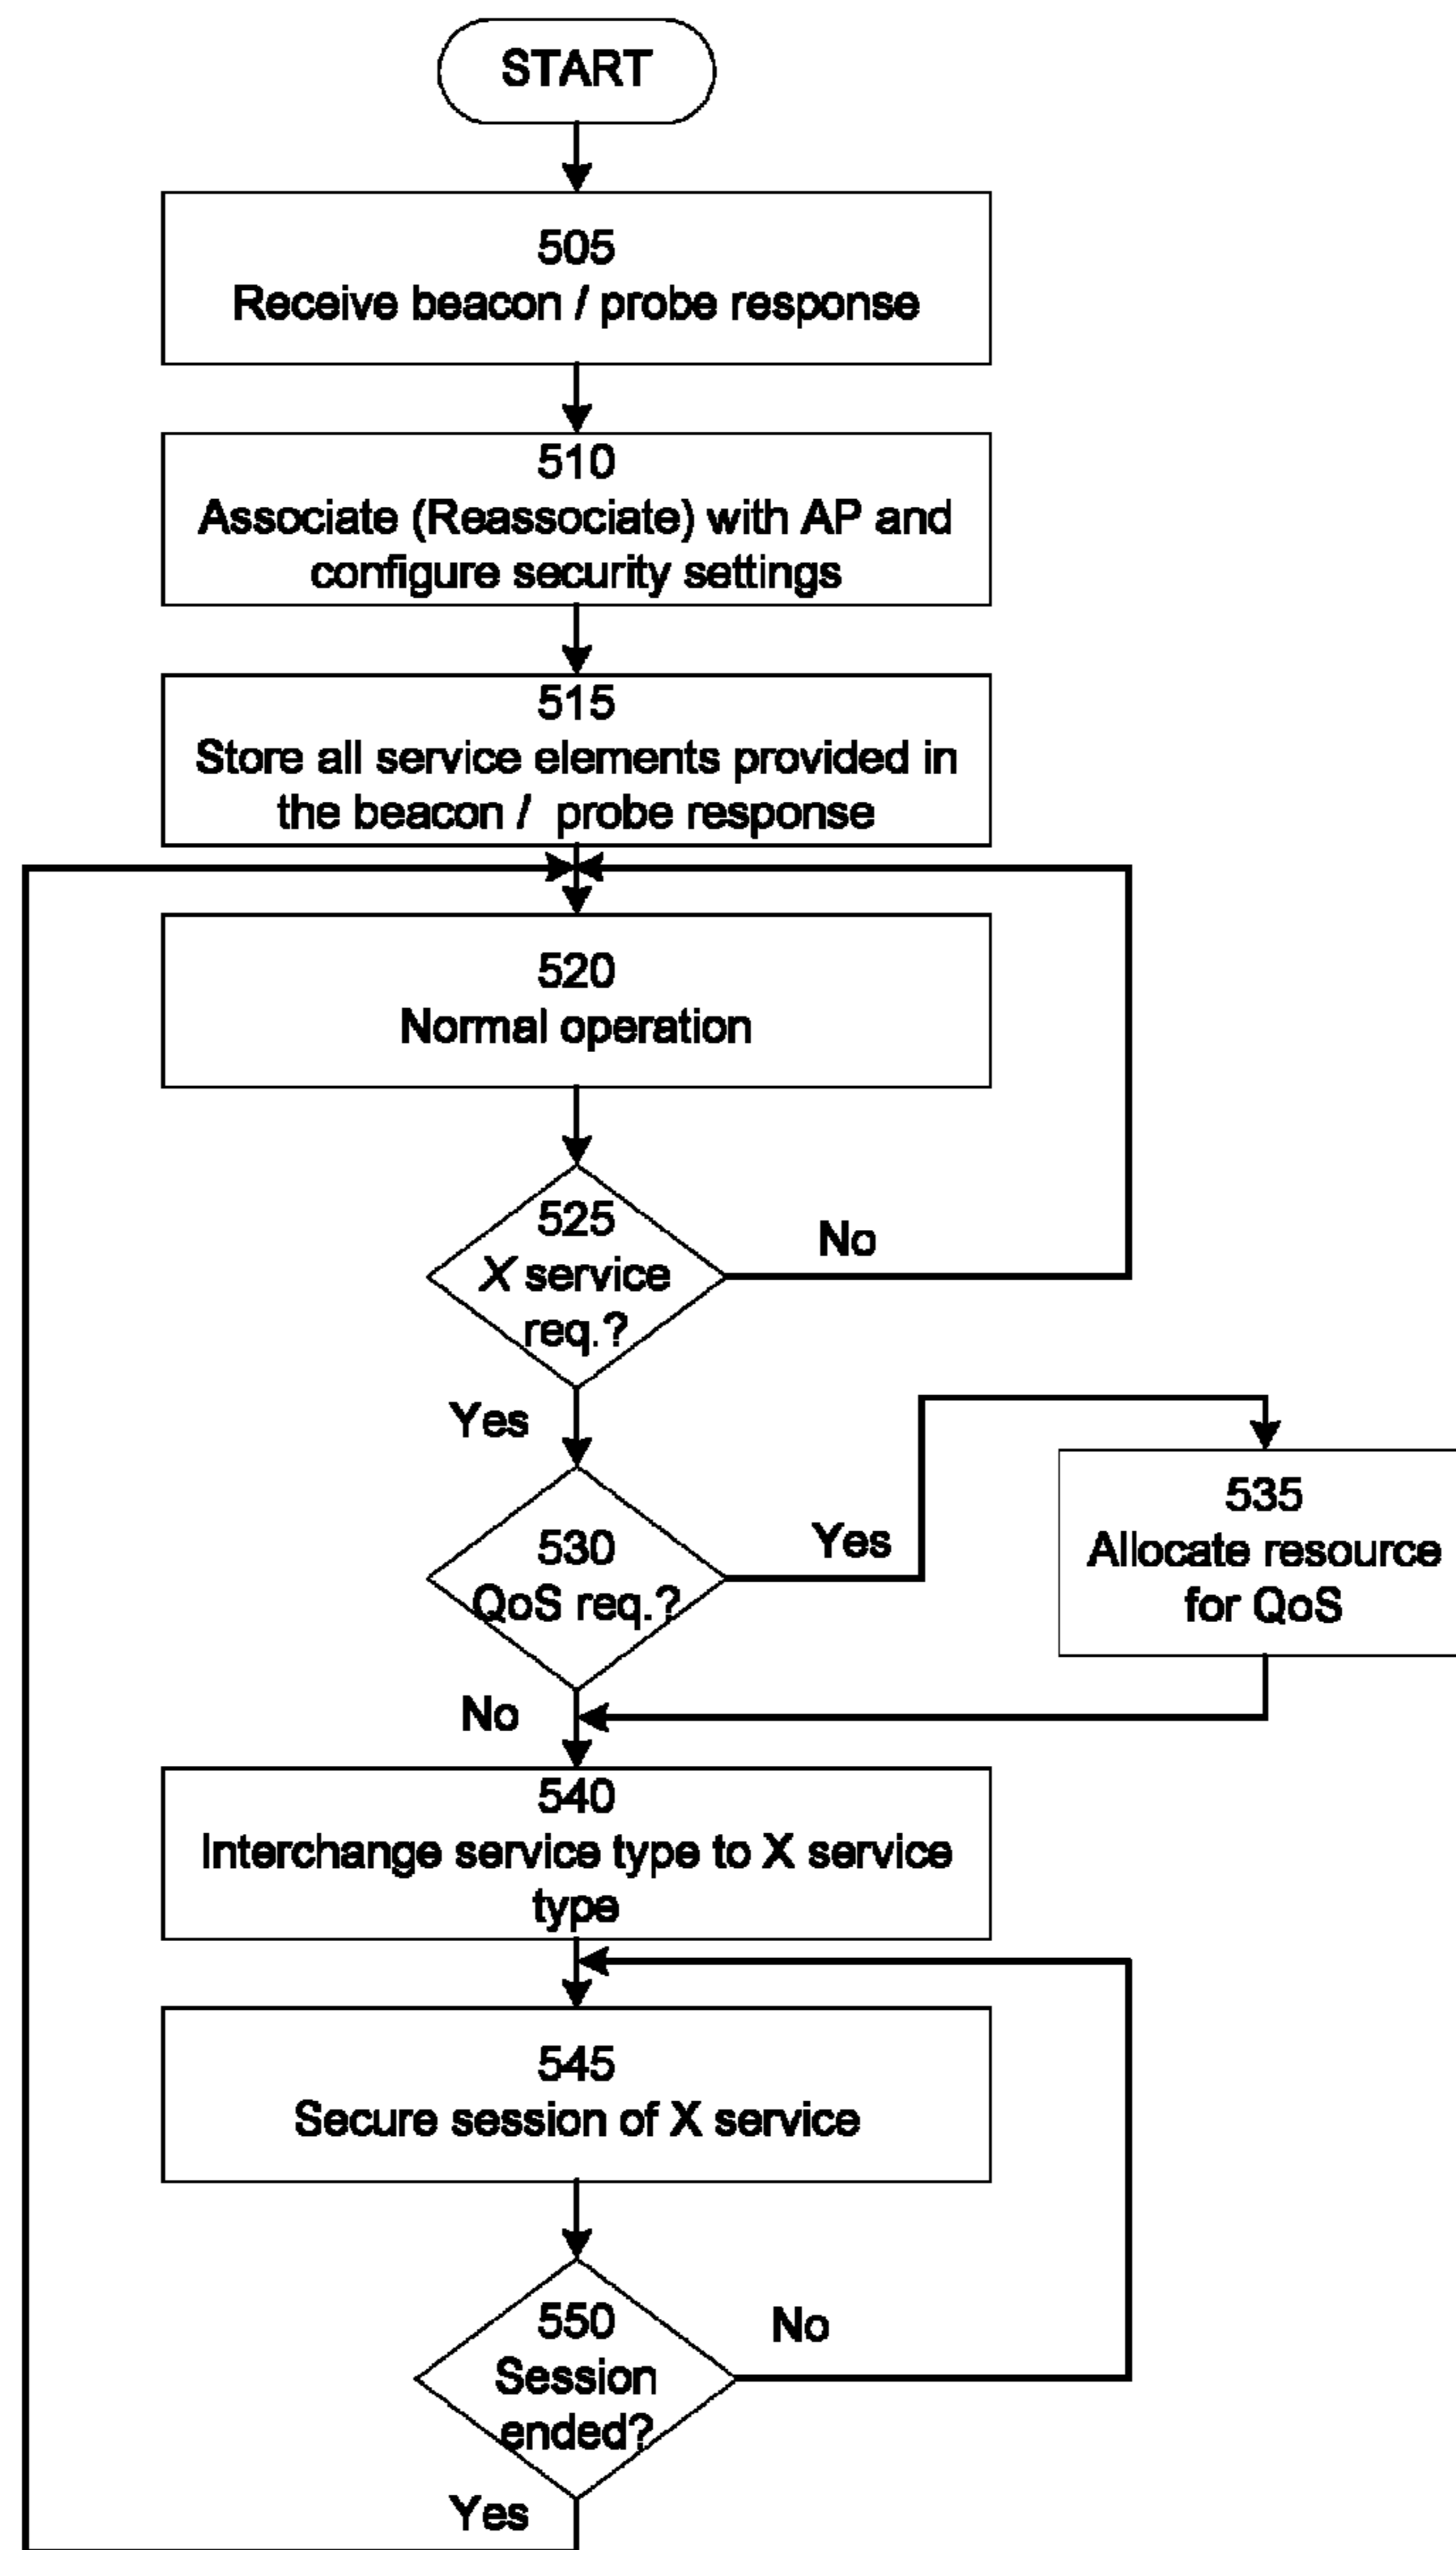 START
505
Receive beacon / probe response
510
Associate (Reassociate) with AP and
configure security settings
515
Store all service elements provided in
the beacon / probe response
520
Normal operation
525
X service
req.?
No
Yes
530
QoS req.?
Yes
535
Allocate resource
for QoS
No
540
Interchange service type to X service
type
545
Secure session of X service
550
Session
ended?
No
Yes